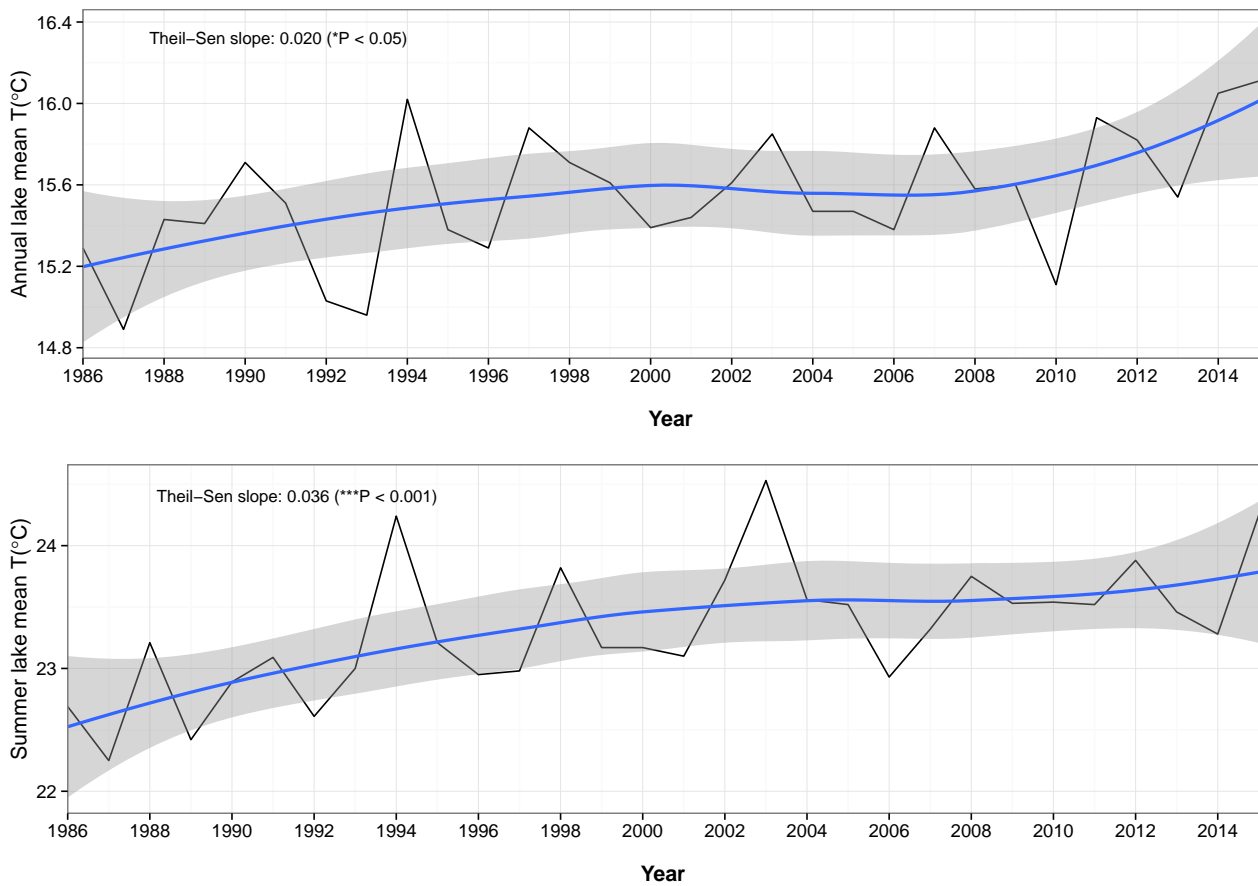 Annual lake mean T(°C)
16.4
16.0
15.6
15.2
14.8
Theil–Sen slope: 0.020 (*P < 0.05)
1986 1988 1990 1992 1994 1996 1998 2000 2002 2004 2006 2008 2010 2012 2014
Year
Summer lake mean T(°C)
24
23
22
Theil–Sen slope: 0.036 (***P < 0.001)
1986 1988 1990 1992 1994 1996 1998 2000 2002 2004 2006 2008 2010 2012 2014
Year